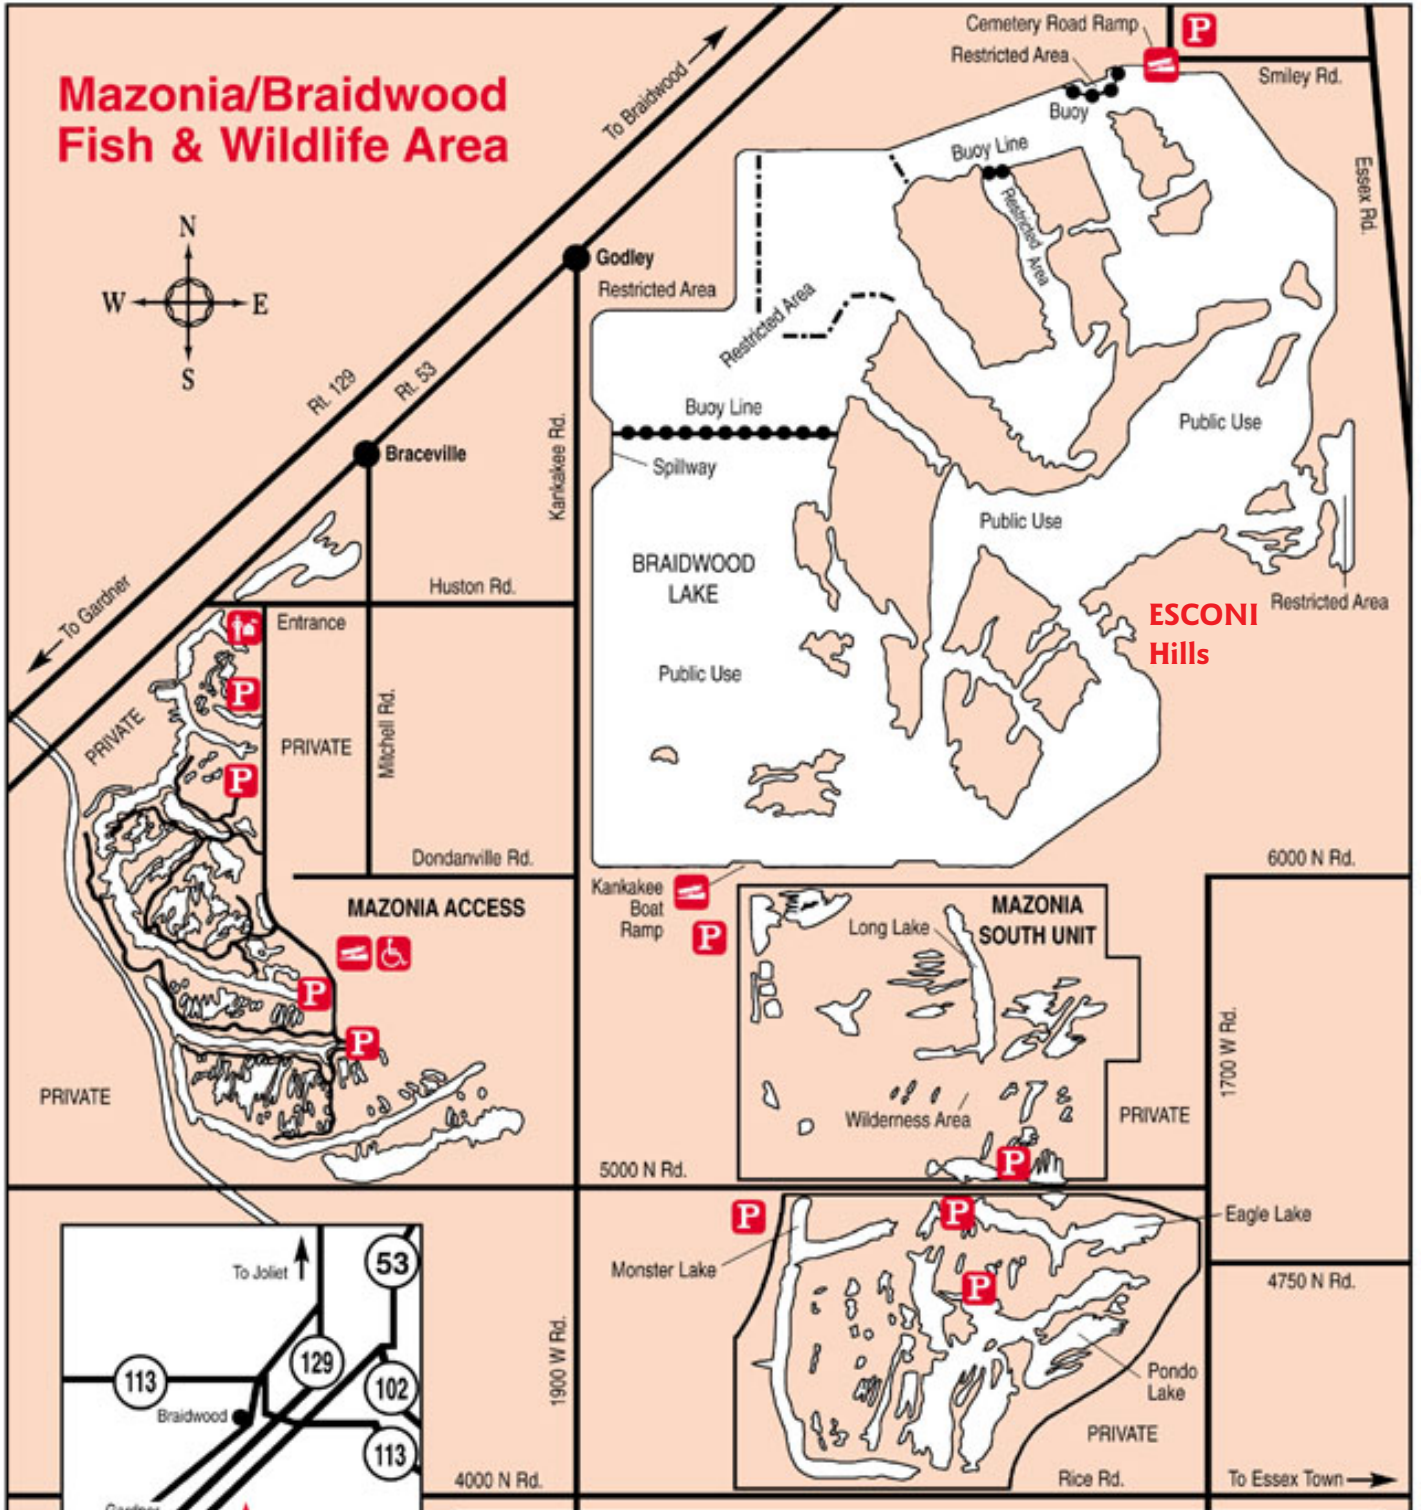 Cemetery Road Ramp
P
Restricted Area
Smiley Rd.
Mazonia/Braidwood
Fish & Wildlife Area
To Braidwood
Buoy
Buoy Line
Essex Rd.
N
W
E
S
Godley
Restricted Area
Restricted Area
Restricted Area
Rt. 129
Rt. 53
Buoy Line
Public Use
Kankakee Rd.
Braceville
Spillway
Public Use
BRAIDWOOD
LAKE
To Gardner
Huston Rd.
ESCONI
Hills
Restricted Area
Entrance
Public Use
P
PRIVATE
PRIVATE
Mitchell Rd.
P
Dondanville Rd.
6000 N Rd.
Kankakee
Boat
Ramp
P
MAZONIA ACCESS
MAZONIA
SOUTH UNIT
Long Lake
P
P
1700 W Rd.
PRIVATE
Wilderness Area
PRIVATE
P
5000 N Rd.
P
P
Eagle Lake
Monster Lake
P
4750 N Rd.
To Joliet
53
129
113
102
Braidwood
113
1900 W Rd.
Pondo
Lake
PRIVATE
4000 N Rd.
Rice Rd.
To Essex Town